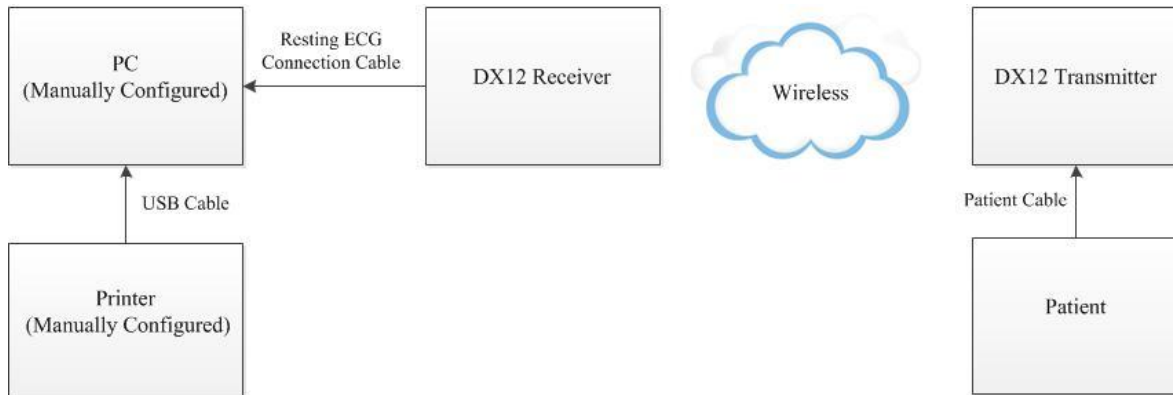 PC
(Manually Configured)
Resting ECG
Connection Cable
DX12 Receiver
Wireless
DX12 Transmitter
USB Cable
Patient Cable
Printer
(Manually Configured)
Patient